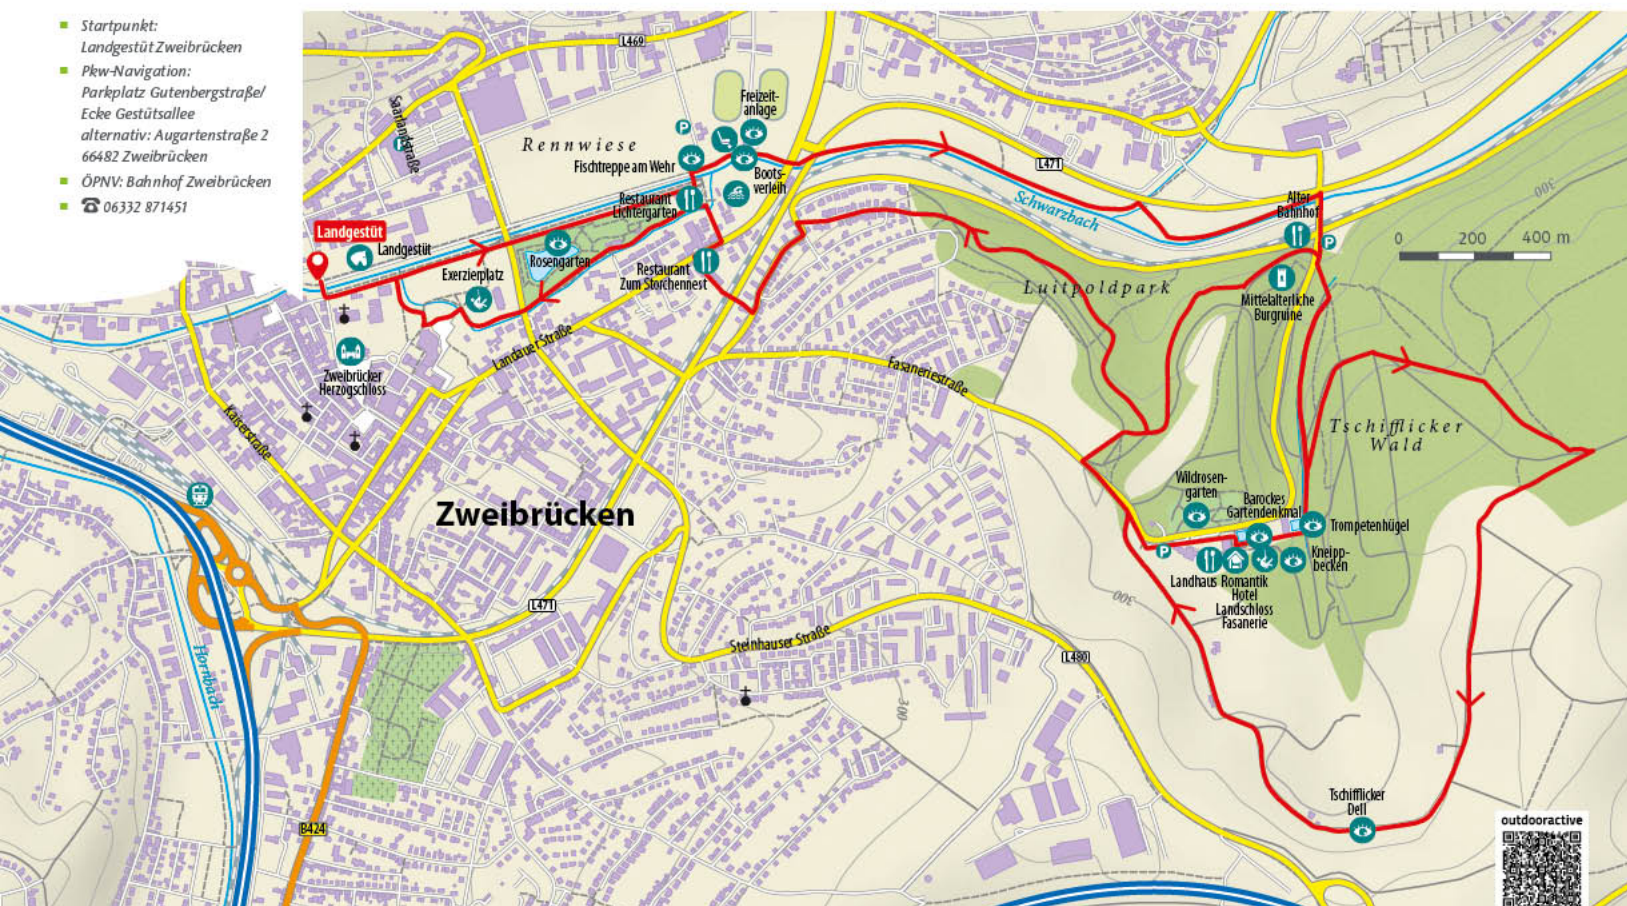 Startpunkt:
Landgestüt Zweibrücken
Pkw-Navigation:
Parkplatz Gutenbergstraße/
Ecke Gestütsallee
alternativ: Augartenstraße 2
66482 Zweibrücken
ÖPNV: Bahnhof Zweibrücken
☎ 06332 871451
L469
Saarlandstraße
P
Freizeit-
anlage
Rennwiese
P
Fischtreppe am Wehr
Boots-
verleih
Restaurant
Lichtergarten
L471
Schwarzbach
Alter
Bahnhof
P
300
0 200 400 m
Landgestüt
Landgestüt
Exerzierplatz
Rosengarten
Restaurant
Zum Storchennest
Luitpoldpark
Mittelalterliche
Burgruine
Landauer Straße
Zweibrücker
Herzogschloss
Fasaneriestraße
Kaiserstraße
Tschifflicker
Wald
Wildrosen-
garten
Barockes
Gartendenkmal
Trompetenhügel
Zweibrücken
P
Kneipp-
becken
Landhaus
Romantik
Hotel
Landschloss
Fasanerie
300
L471
Steinhauser Straße
L480
Hornbach
300
Tschifflicker
Dell
B424
outdooractive